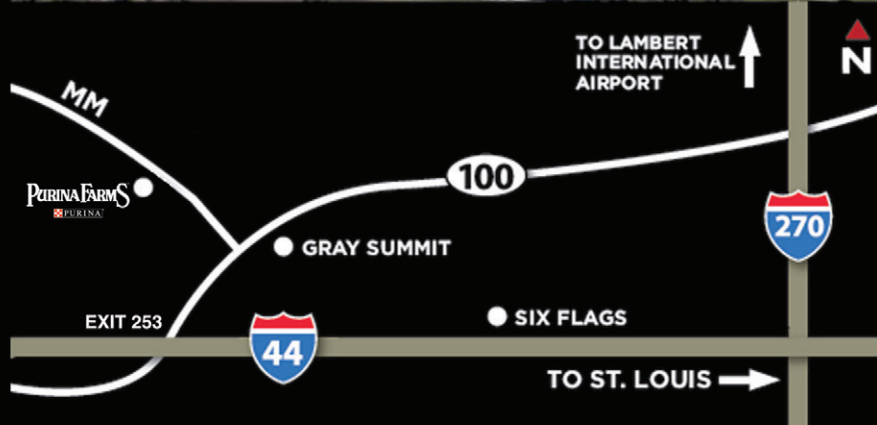 TO LAMBERT
INTERNATIONAL
AIRPORT
N
MM
100
PURINA FARMS
PURINA
270
GRAY SUMMIT
EXIT 253
SIX FLAGS
44
TO ST. LOUIS